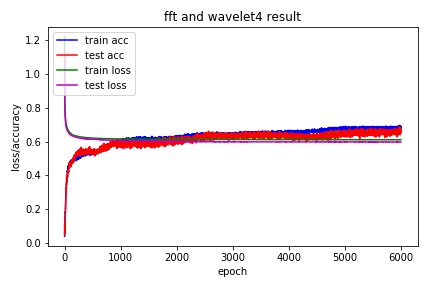 fft and wavelet4 result
train acc
test acc
train loss
test loss
loss/accuracy
1.2
1.0
0.8
0.6
0.4
0.2
0.0
0
1000
2000
3000
4000
5000
6000
epoch